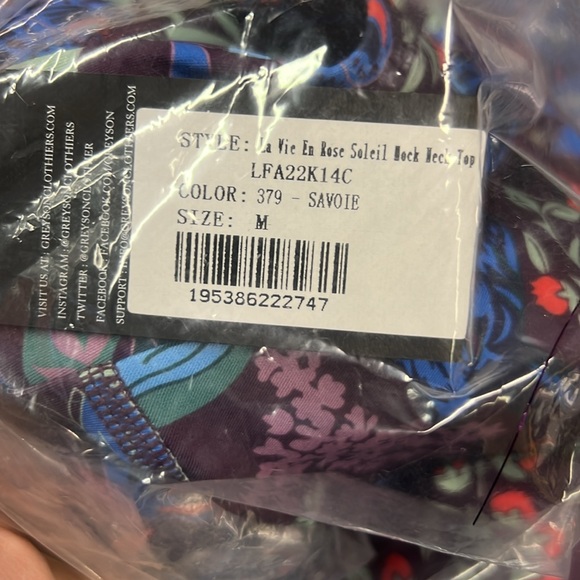 VISIT US AT: GREYSONCLOTHIERS.COM
INSTAGRAM: @GREYSONCLOTHIERS
TWITTER: @GREYSONCLOTHIER
FACEBOOK: FACEBOOK.COM/GREYSON
SUPPORT
STYLE: La Vie En Rose Soleil Mock Neck Top
LFA22K14C
COLOR: 379 - SAVOIE
SIZE: M
195386222747